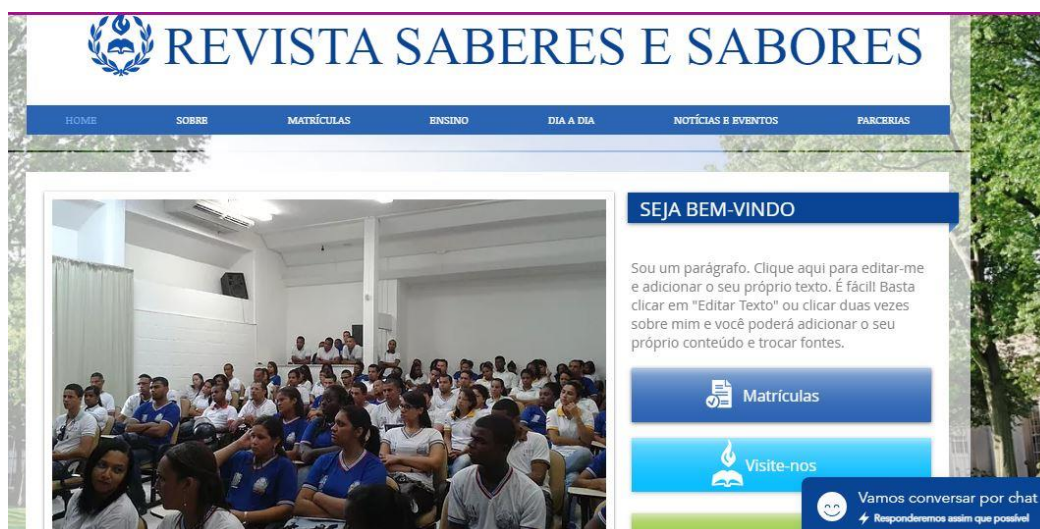 REVISTA SABERES E SABORES
HOME SOBRE MATRÍCULAS ENSINO DIA A DIA NOTÍCIAS E EVENTOS PARCERIAS
SEJA BEM-VINDO
Sou um parágrafo. Clique aqui para editar-me
e adicionar o seu próprio texto. É fácil! Basta
clicar em "Editar Texto" ou clicar duas vezes
sobre mim e você poderá adicionar o seu
próprio conteúdo e trocar fontes.
Matrículas
Visite-nos
Vamos conversar por chat
Responderemos assim que possível